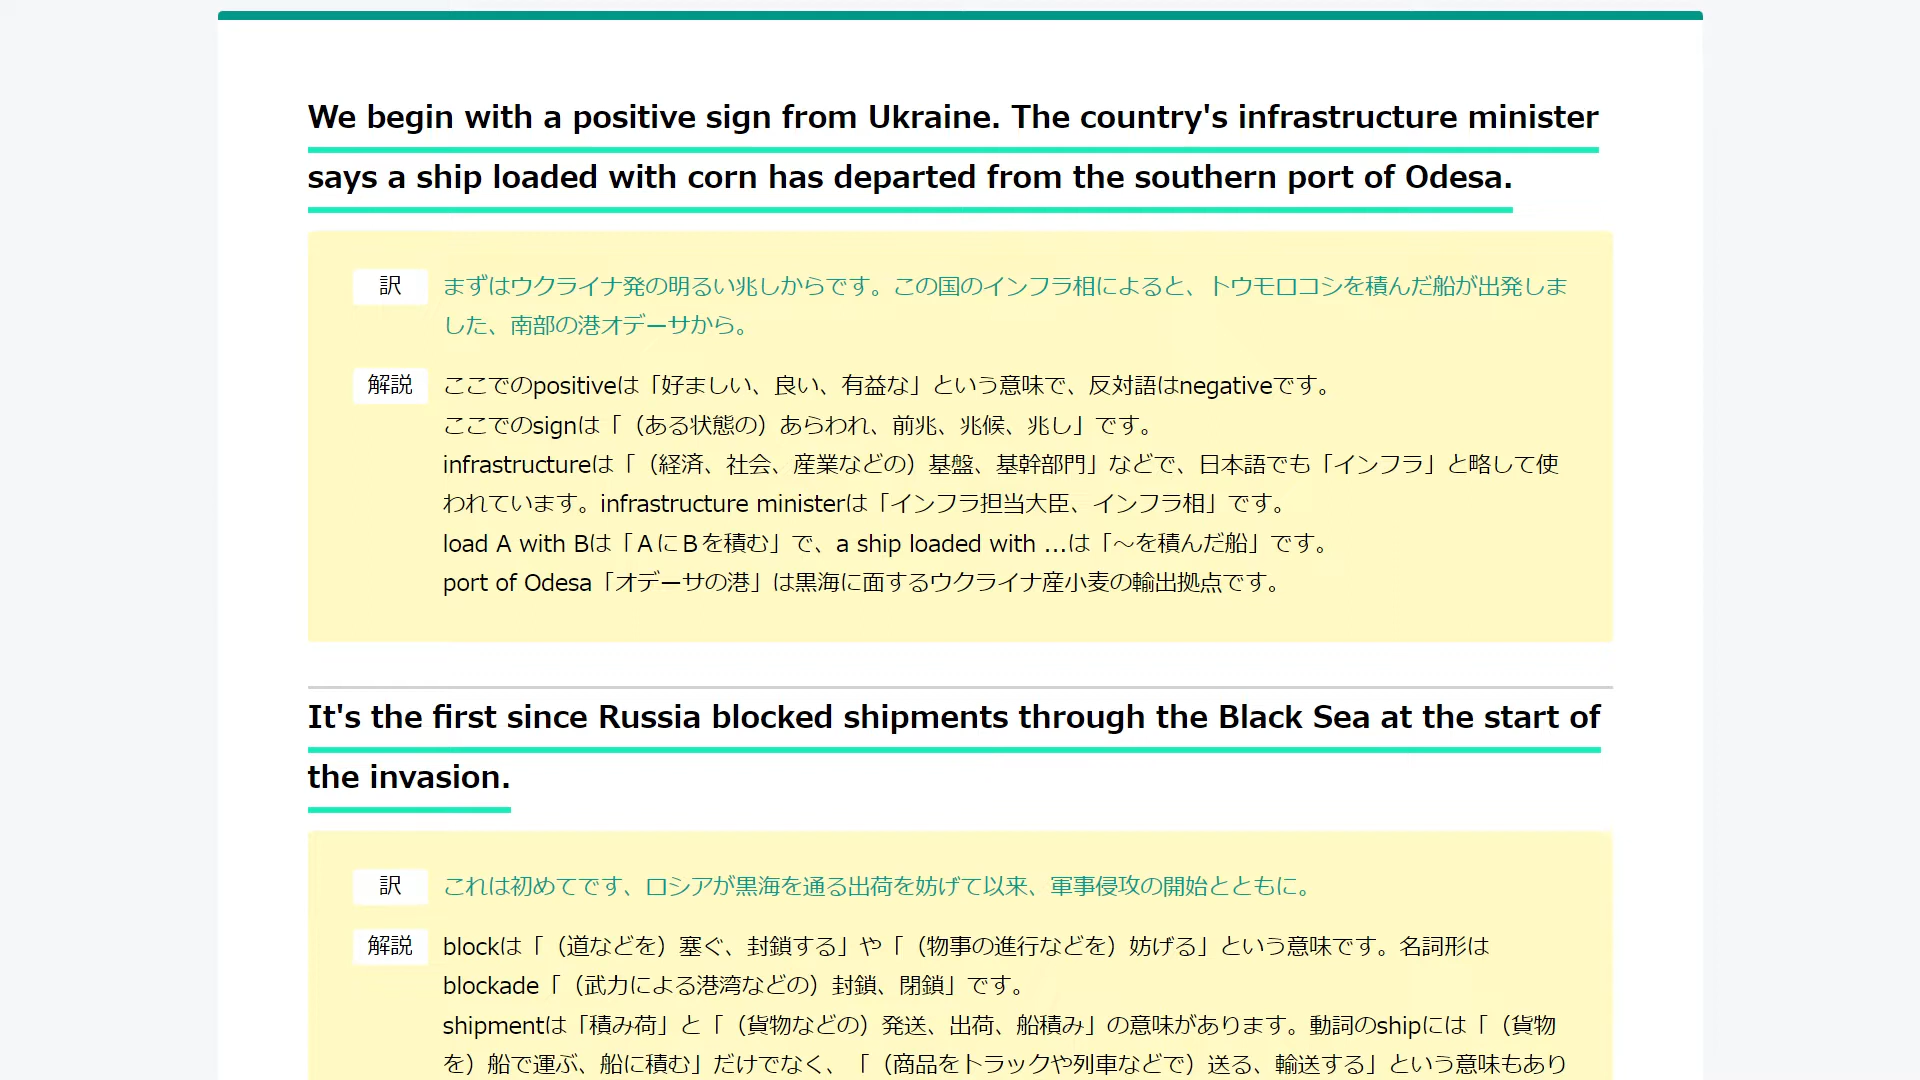 We begin with a positive sign from Ukraine. The country's infrastructure minister
says a ship loaded with corn has departed from the southern port of Odesa.
訳 まずはウクライナ発の明るい兆しからです。この国のインフラ相によると、トウモロコシを積んだ船が出発しま
した、南部の港オデーサから。
解説 ここでのpositiveは「好ましい、良い、有益な」という意味で、反対語はnegativeです。
ここでのsignは「（ある状態の）あらわれ、前兆、兆候、兆し」です。
infrastructureは「（経済、社会、産業などの）基盤、基幹部門」などで、日本語でも「インフラ」と略して使
われています。infrastructure ministerは「インフラ担当大臣、インフラ相」です。
load A with Bは「ＡにＢを積む」で、a ship loaded with ...は「～を積んだ船」です。
port of Odesa「オデーサの港」は黒海に面するウクライナ産小麦の輸出拠点です。
It's the first since Russia blocked shipments through the Black Sea at the start of
the invasion.
訳 これは初めてです、ロシアが黒海を通る出荷を妨げて以来、軍事侵攻の開始とともに。
解説 blockは「（道などを）塞ぐ、封鎖する」や「（物事の進行などを）妨げる」という意味です。名詞形は
blockade「（武力による港湾などの）封鎖、閉鎖」です。
shipmentは「積み荷」と「（貨物などの）発送、出荷、船積み」の意味があります。動詞のshipには「（貨物
を）船で運ぶ、船に積む」だけでなく、「（商品をトラックや列車などで）送る、輸送する」という意味もあり